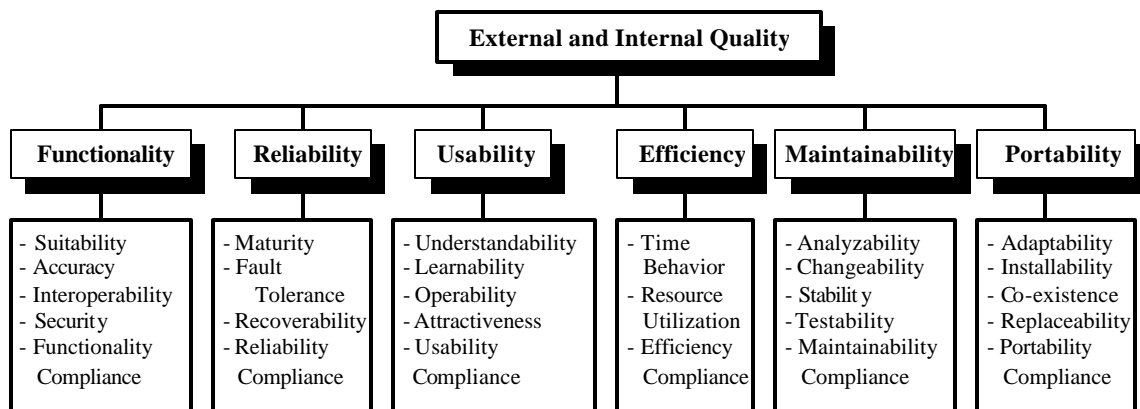 External and Internal Quality
Functionality
Reliability
Usability
Efficiency
Maintainability
Portability
- Suitability
- Accuracy
- Interoperability
- Security
- Functionality
Compliance
- Maturity
- Fault
Tolerance
- Recoverability
- Reliability
Compliance
- Understandability
- Learnability
- Operability
- Attractiveness
- Usability
Compliance
- Time
Behavior
- Resource
Utilization
- Efficiency
Compliance
- Analyzability
- Changeability
- Stability
- Testability
- Maintainability
Compliance
- Adaptability
- Installability
- Co-existence
- Replaceability
- Portability
Compliance